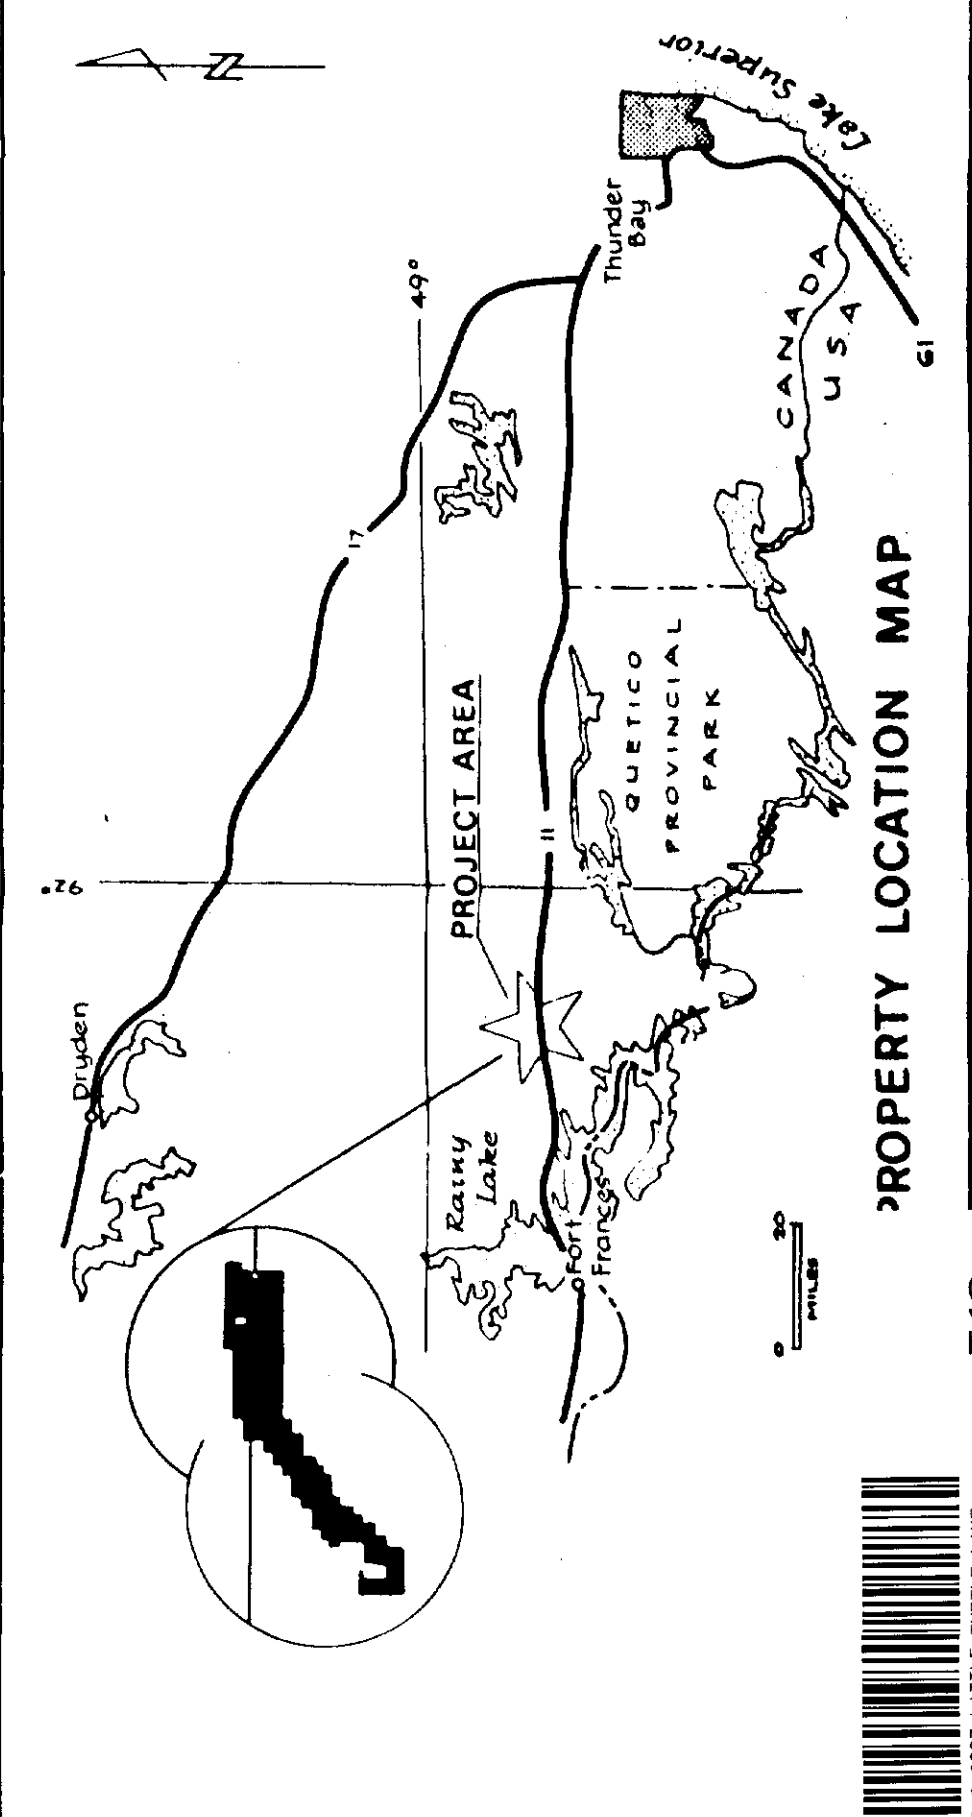 N
92°
Dryden
17
49°
PROJECT AREA
Rainy
Lake
11
Fort
Frances
Thunder
Bay
Lake Superior
QUETICO
PROVINCIAL
PARK
CANADA
U.S.A
61
0 20
MILES
PROPERTY LOCATION MAP